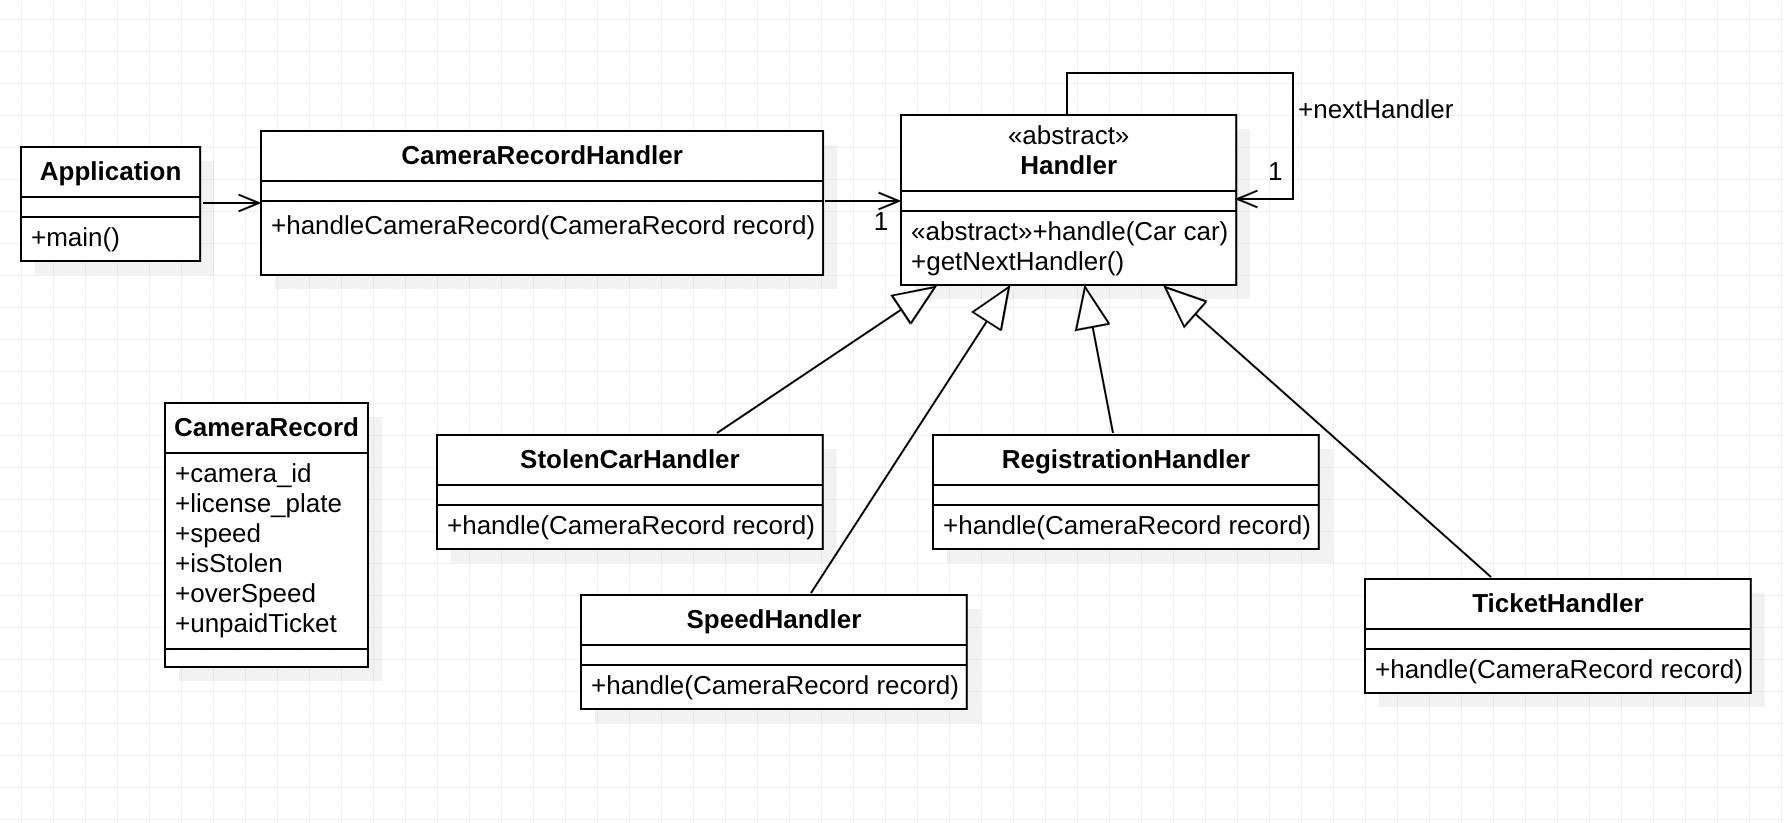 Application
+main()
CameraRecordHandler
+handleCameraRecord(CameraRecord record)
1
«abstract»
Handler
«abstract»+handle(Car car)
+getNextHandler()
+nextHandler
1
CameraRecord
+camera_id
+license_plate
+speed
+isStolen
+overSpeed
+unpaidTicket
StolenCarHandler
+handle(CameraRecord record)
RegistrationHandler
+handle(CameraRecord record)
SpeedHandler
+handle(CameraRecord record)
TicketHandler
+handle(CameraRecord record)